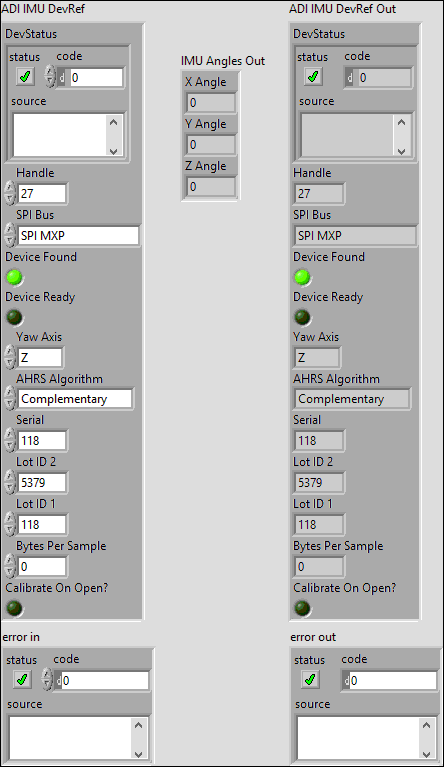 ADI IMU DevRef
DevStatus
status code
d 0
source
Handle
27
SPI Bus
SPI MXP
Device Found
Device Ready
Yaw Axis
Z
AHRS Algorithm
Complementary
Serial
118
Lot ID 2
5379
Lot ID 1
118
Bytes Per Sample
0
Calibrate On Open?
error in
status code
d 0
source
IMU Angles Out
X Angle
0
Y Angle
0
Z Angle
0
ADI IMU DevRef Out
DevStatus
status code
d 0
source
Handle
27
SPI Bus
SPI MXP
Device Found
Device Ready
Yaw Axis
Z
AHRS Algorithm
Complementary
Serial
118
Lot ID 2
5379
Lot ID 1
118
Bytes Per Sample
0
Calibrate On Open?
error out
status code
d 0
source